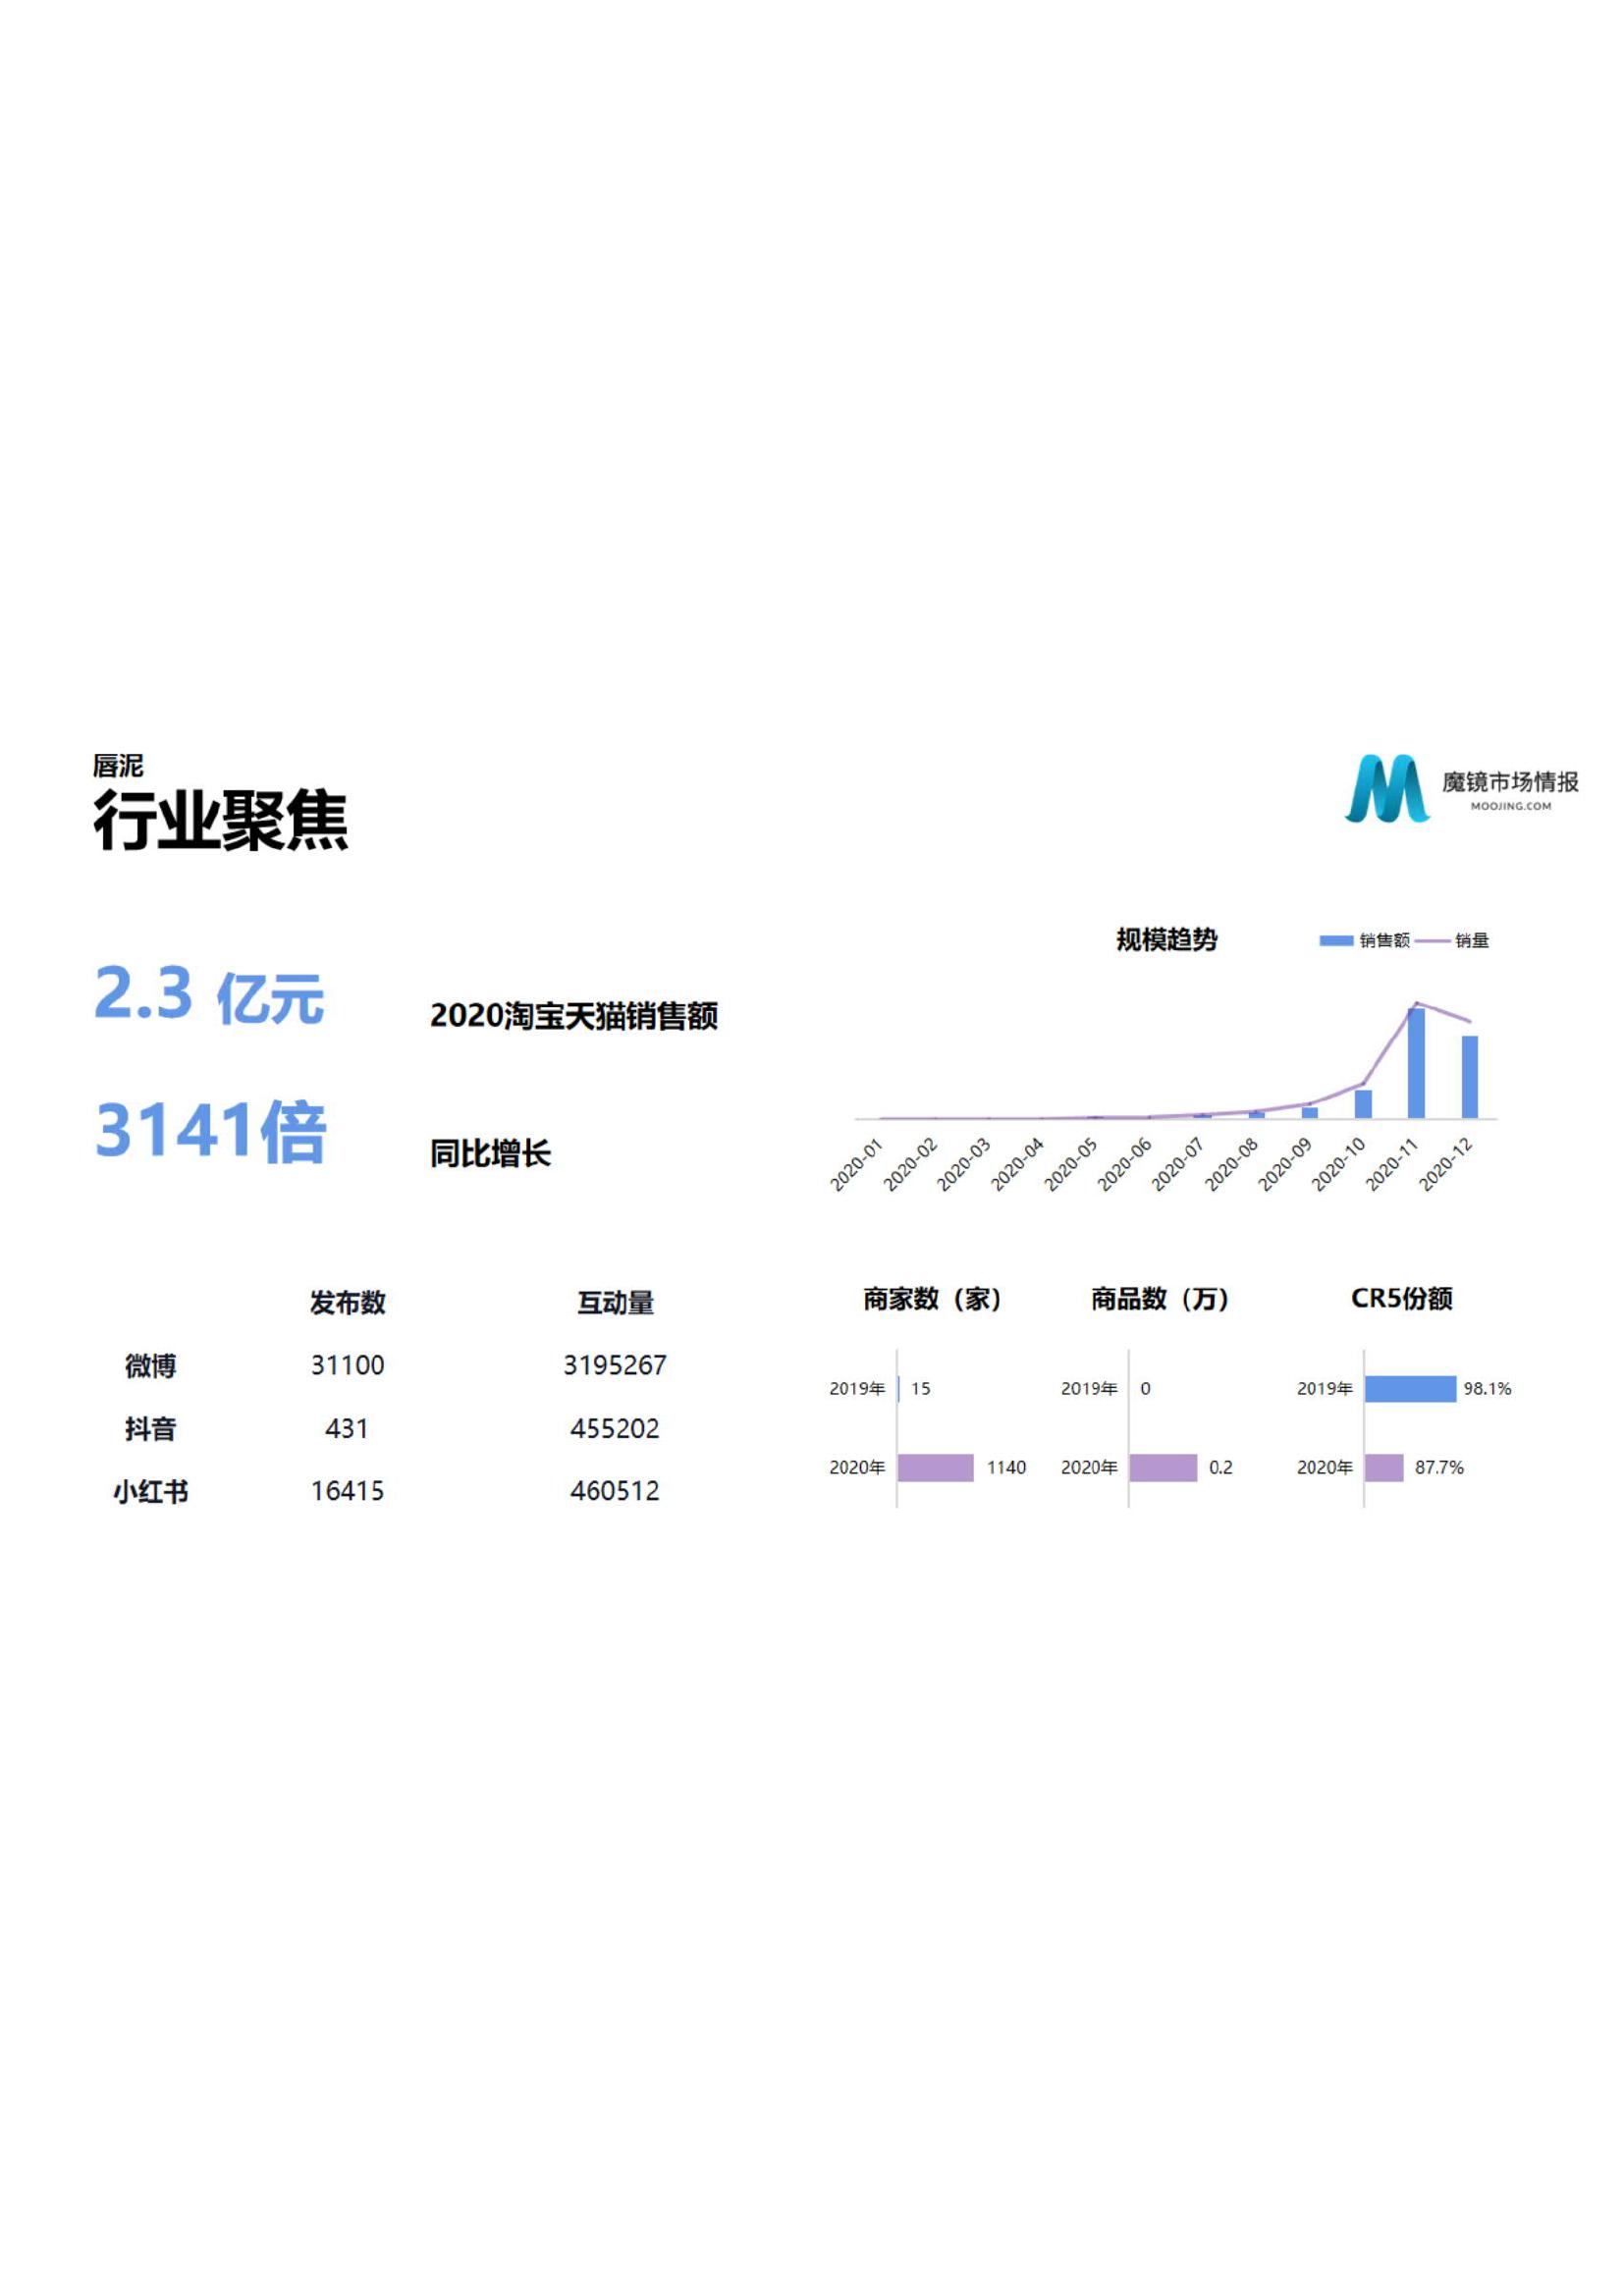 唇泥
行业聚焦
魔镜市场情报
MOOJING.COM
2.3 亿元
2020淘宝天猫销售额
3141倍
同比增长
规模趋势
销售额 销量
2020-01 2020-02 2020-03 2020-04 2020-05 2020-06 2020-07 2020-08 2020-09 2020-10 2020-11 2020-12
发布数 互动量
微博 31100 3195267
抖音 431 455202
小红书 16415 460512
商家数（家）
2019年 15
2020年 1140
商品数（万）
2019年 0
2020年 0.2
CR5份额
2019年 98.1%
2020年 87.7%